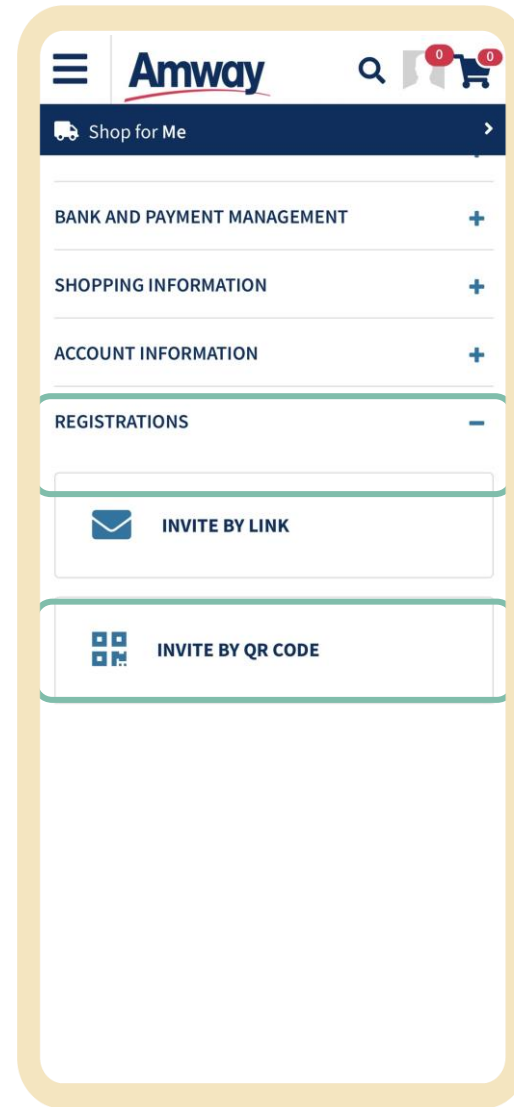 Amway
0
0
Shop for Me
BANK AND PAYMENT MANAGEMENT
SHOPPING INFORMATION
ACCOUNT INFORMATION
REGISTRATIONS
INVITE BY LINK
INVITE BY QR CODE